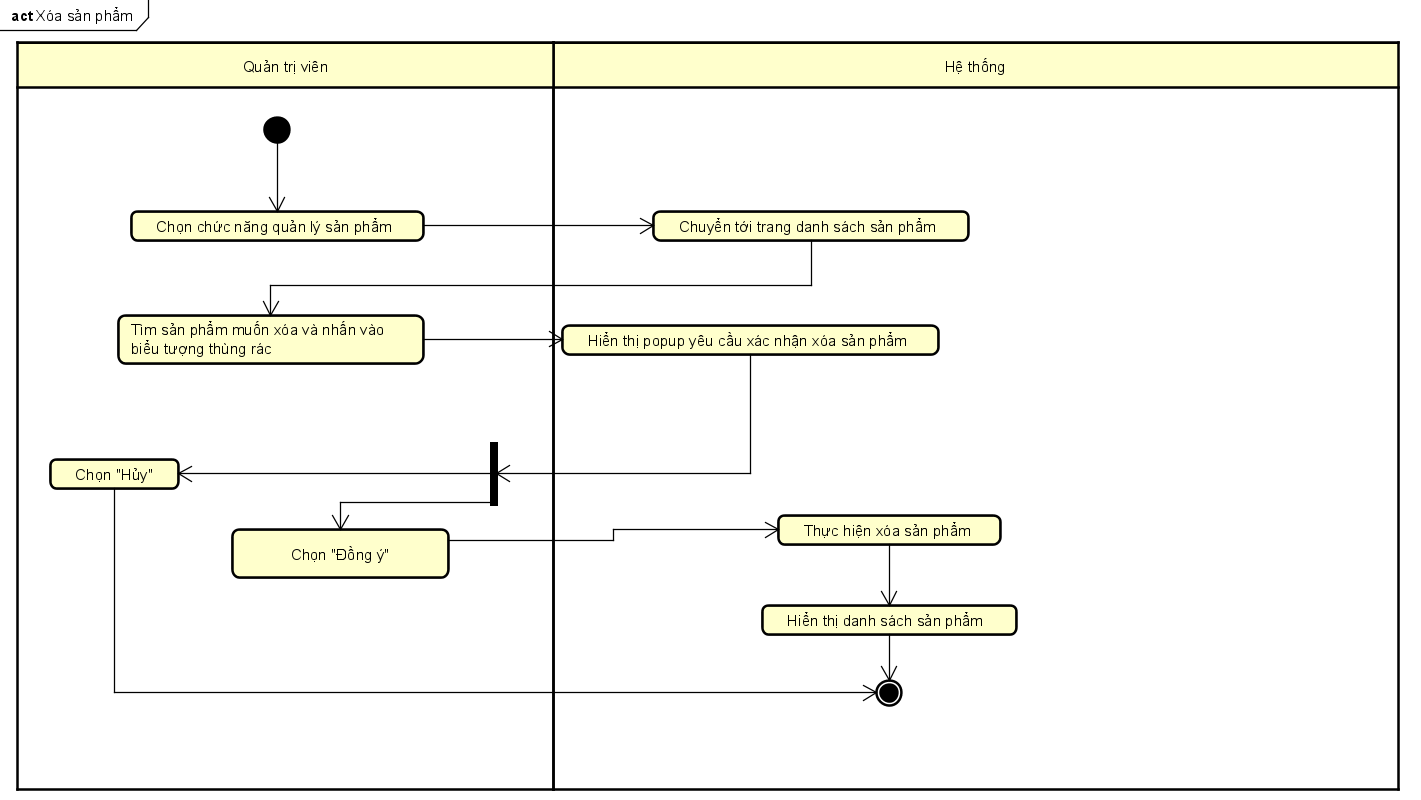 act Xóa sản phẩm
Quản trị viên
Hệ thống
Chọn chức năng quản lý sản phẩm
Chuyển tới trang danh sách sản phẩm
Tìm sản phẩm muốn xóa và nhấn vào
biểu tượng thùng rác
Hiển thị popup yêu cầu xác nhận xóa sản phẩm
Chọn "Hủy"
Chọn "Đồng ý"
Thực hiện xóa sản phẩm
Hiển thị danh sách sản phẩm